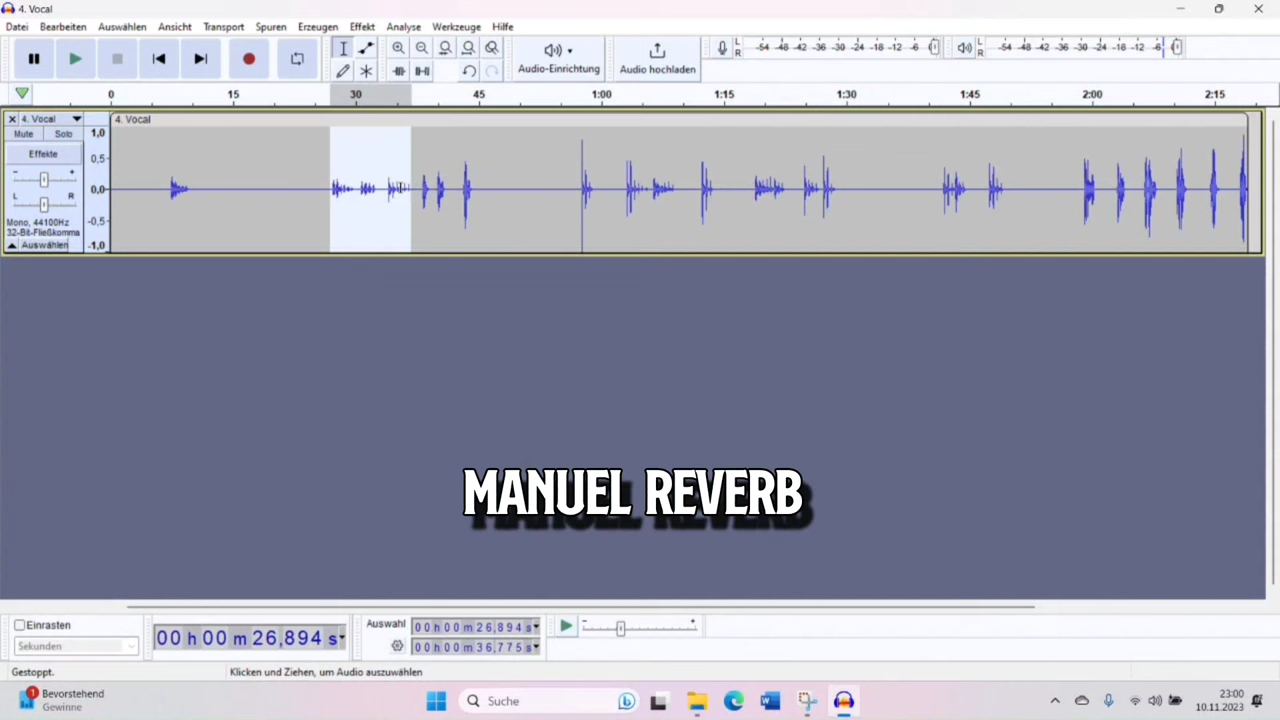 4. Vocal
Datei Bearbeiten Auswählen Ansicht Transport Spuren Erzeugen Effekt Analyse Werkzeuge Hilfe
Audio-Einrichtung
Audio hochladen
L
R
-54 -48 -42 -36 -30 -24 -18 -12 -6
L
R
-54 -48 -42 -36 -30 -24 -18 -12 -6
0 15 30 45 1:00 1:15 1:30 1:45 2:00 2:15
4. Vocal
4. Vocal
Mute Solo
Effekte
- +
L R
Mono, 44100Hz
32-Bit-Fließkomma
Auswählen
1,0
0,5
0,0
-0,5
-1,0
MANUEL REVERB
Einrasten
Sekunden
00 h 00 m 26,894 s
Auswahl
00 h 00 m 26,894 s
00 h 00 m 36,775 s
- +
Gestoppt.
Klicken und Ziehen, um Audio auszuwählen
1
Bevorstehend
Gewinne
Suche
23:00
10.11.2023